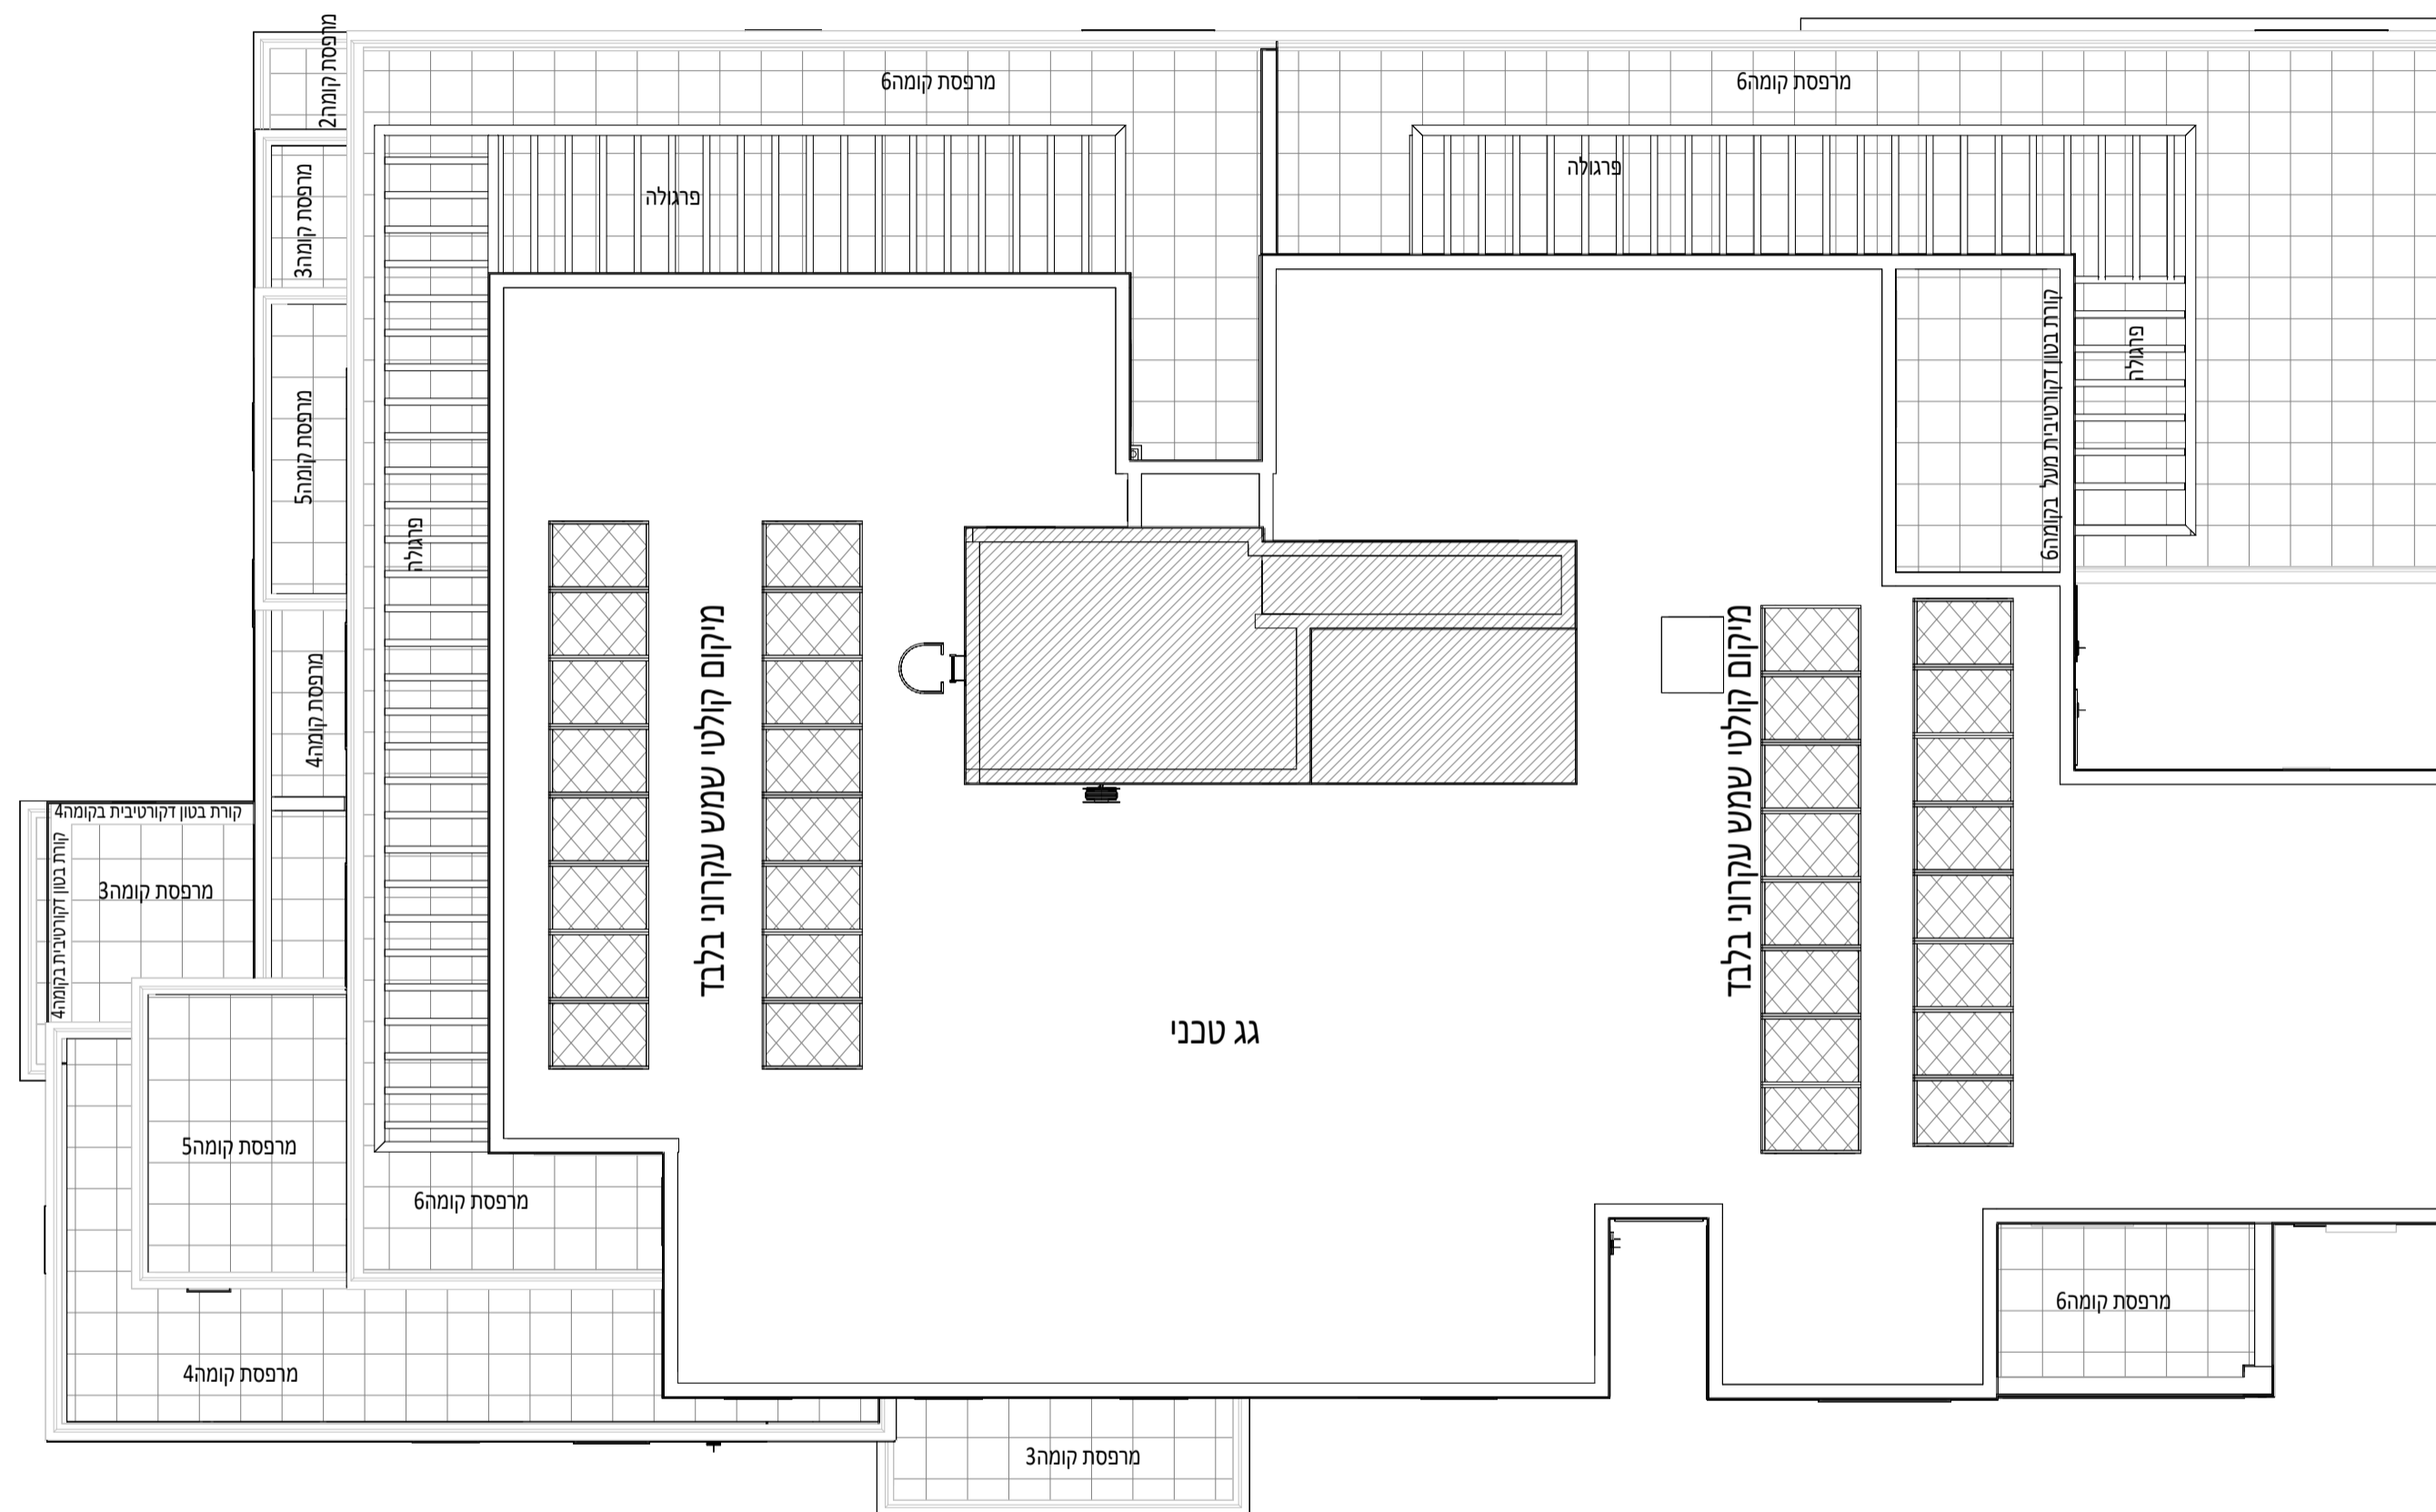 מרפסת קומה2
מרפסת קומה6
מרפסת קומה6
פרגולה
פרגולה
מרפסת קומה3
קורת בטון דקורטיבית מעל בקומה6
פרגולה
מרפסת קומה5
פרגולה
מיקום קולטי שמש עקרוני בלבד
מיקום קולטי שמש עקרוני בלבד
מרפסת קומה4
קורת בטון דקורטיבית בקומה4
קורת בטון דקורטיבית בקומה4
מרפסת קומה3
גג טכני
מרפסת קומה5
מרפסת קומה6
מרפסת קומה6
מרפסת קומה4
מרפסת קומה3